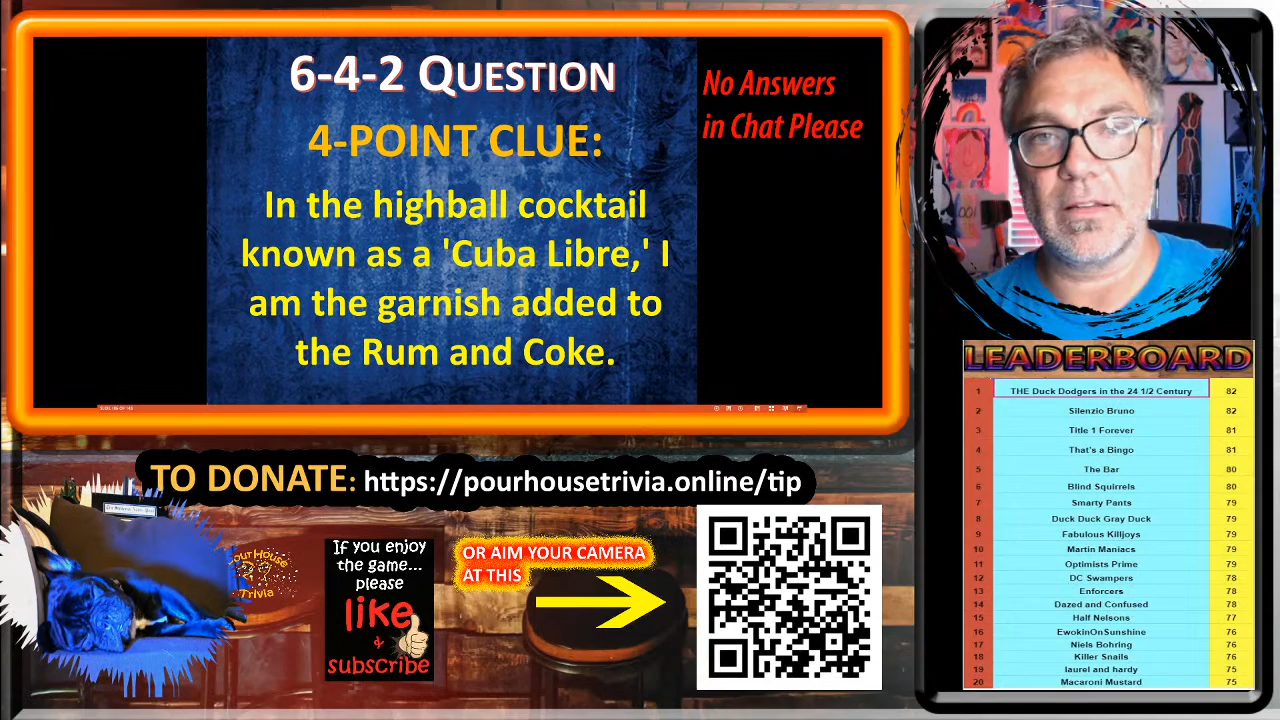 6-4-2 QUESTION
4-POINT CLUE:
In the highball cocktail
known as a 'Cuba Libre,' I
am the garnish added to
the Rum and Coke.
No Answers
in Chat Please
TO DONATE: https://pourhousetrivia.online/tip
If you enjoy
the game...
please
like
&
subscribe
OR AIM YOUR CAMERA
AT THIS
PourHouse
Trivia
LEADERBOARD
1 THE Duck Dodgers in the 24 1/2 Century 82
2 Silenzio Bruno 82
3 Title 1 Forever 81
4 That's a Bingo 81
5 The Bar 80
6 Blind Squirrels 80
7 Smarty Pants 79
8 Duck Duck Gray Duck 79
9 Fabulous Killjoys 79
10 Martin Maniacs 79
11 Optimists Prime 79
12 DC Swampers 78
13 Enforcers 78
14 Dazed and Confused 78
15 Half Nelsons 77
16 EwokinOnSunshine 76
17 Niels Bohring 76
18 Killer Snails 76
19 laurel and hardy 75
20 Macaroni Mustard 75